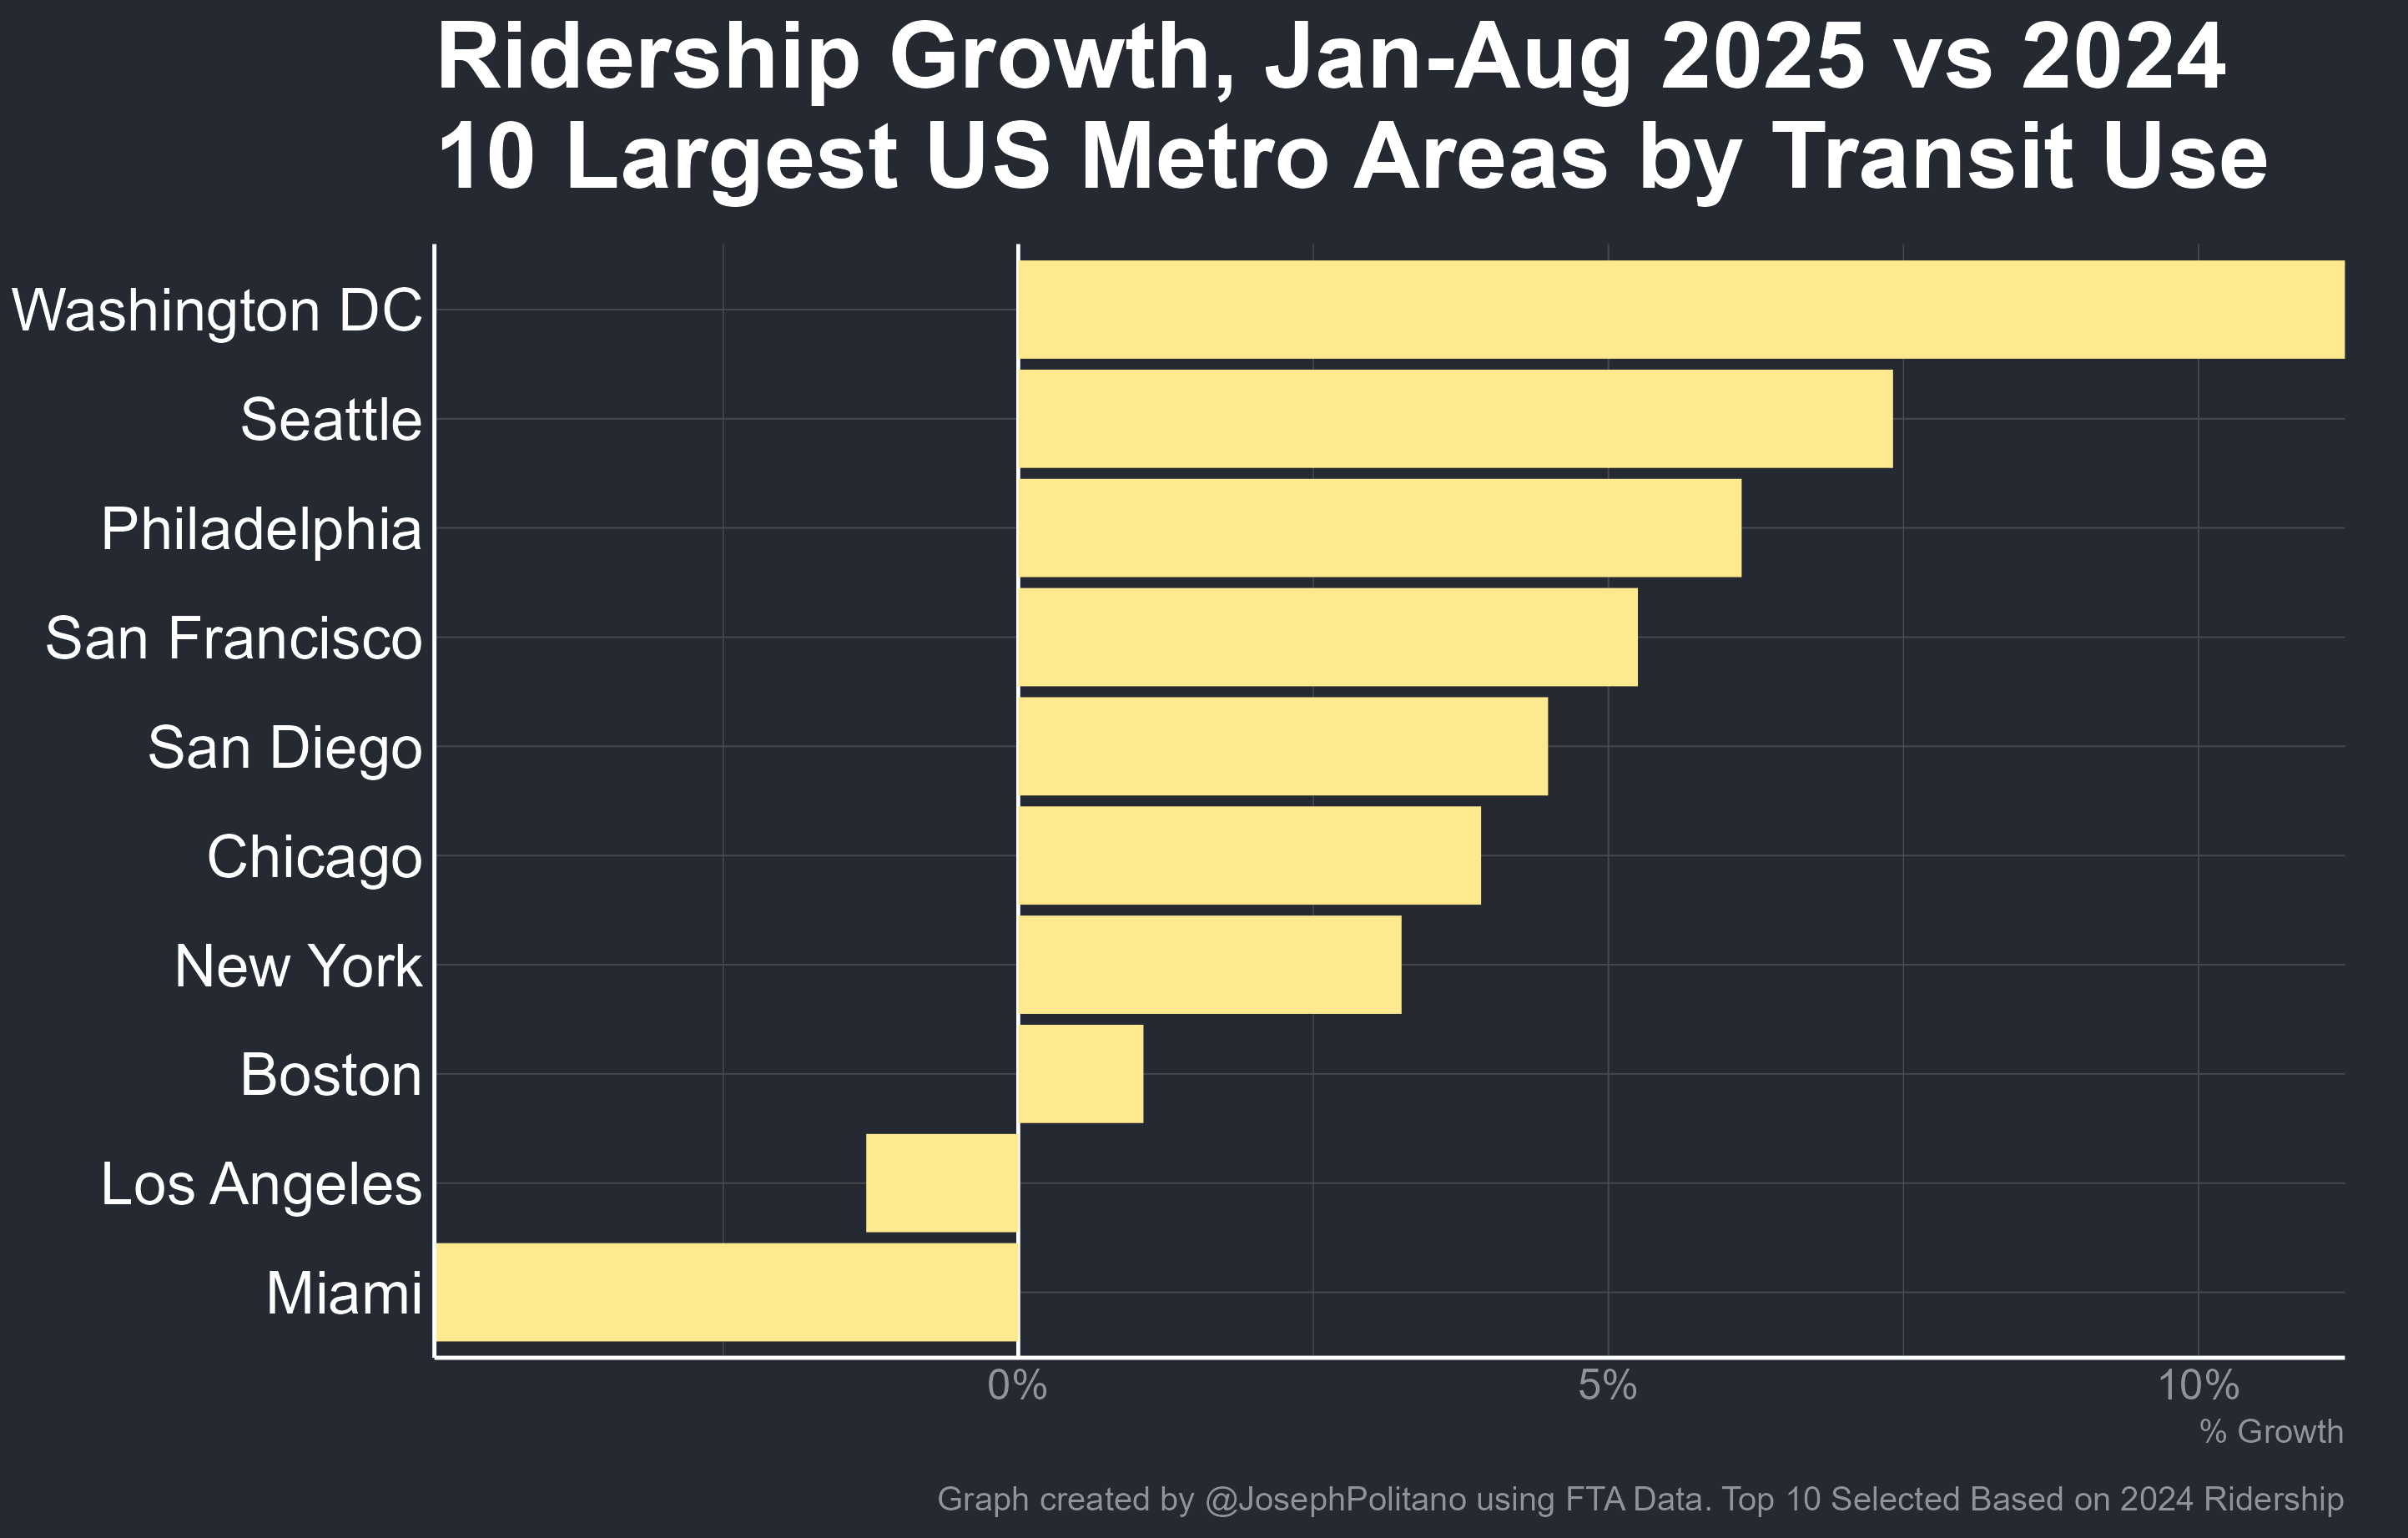 Ridership Growth, Jan-Aug 2025 vs 2024
10 Largest US Metro Areas by Transit Use
Washington DC
Seattle
Philadelphia
San Francisco
San Diego
Chicago
New York
Boston
Los Angeles
Miami
0% 5% 10%
% Growth
Graph created by @JosephPolitano using FTA Data. Top 10 Selected Based on 2024 Ridership